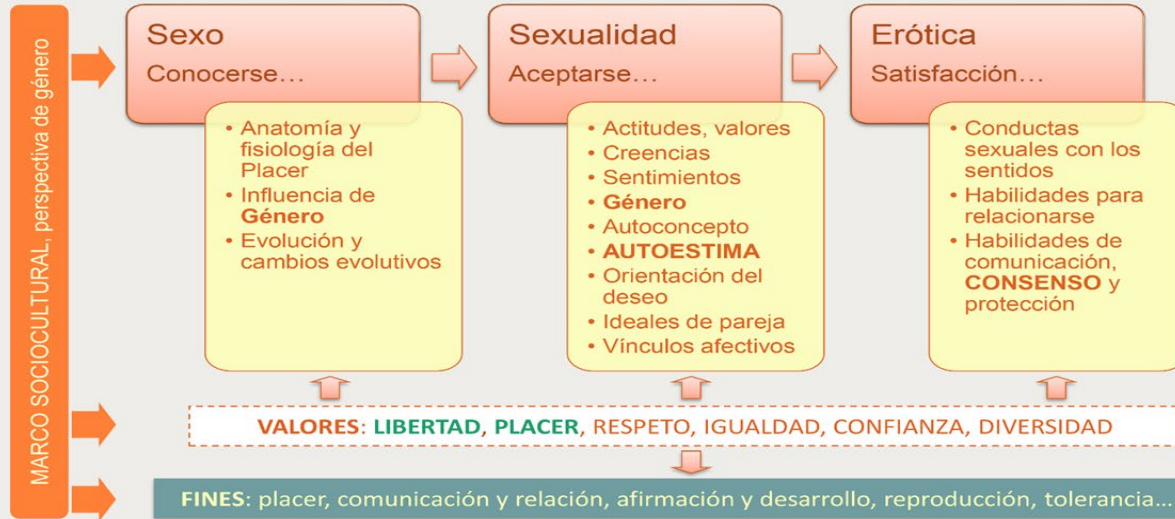 MARCO SOCIOCULTURAL, perspectiva de género
Sexo
Conocerse…
• Anatomía y
fisiología del
Placer
• Influencia de
Género
• Evolución y
cambios evolutivos
Sexualidad
Aceptarse…
• Actitudes, valores
• Creencias
• Sentimientos
• Género
• Autoconcepto
• AUTOESTIMA
• Orientación del
deseo
• Ideales de pareja
• Vínculos afectivos
Erótica
Satisfacción…
• Conductas
sexuales con los
sentidos
• Habilidades para
relacionarse
• Habilidades de
comunicación,
CONSENSO y
protección
VALORES: LIBERTAD, PLACER, RESPETO, IGUALDAD, CONFIANZA, DIVERSIDAD
FINES: placer, comunicación y relación, afirmación y desarrollo, reproducción, tolerancia…